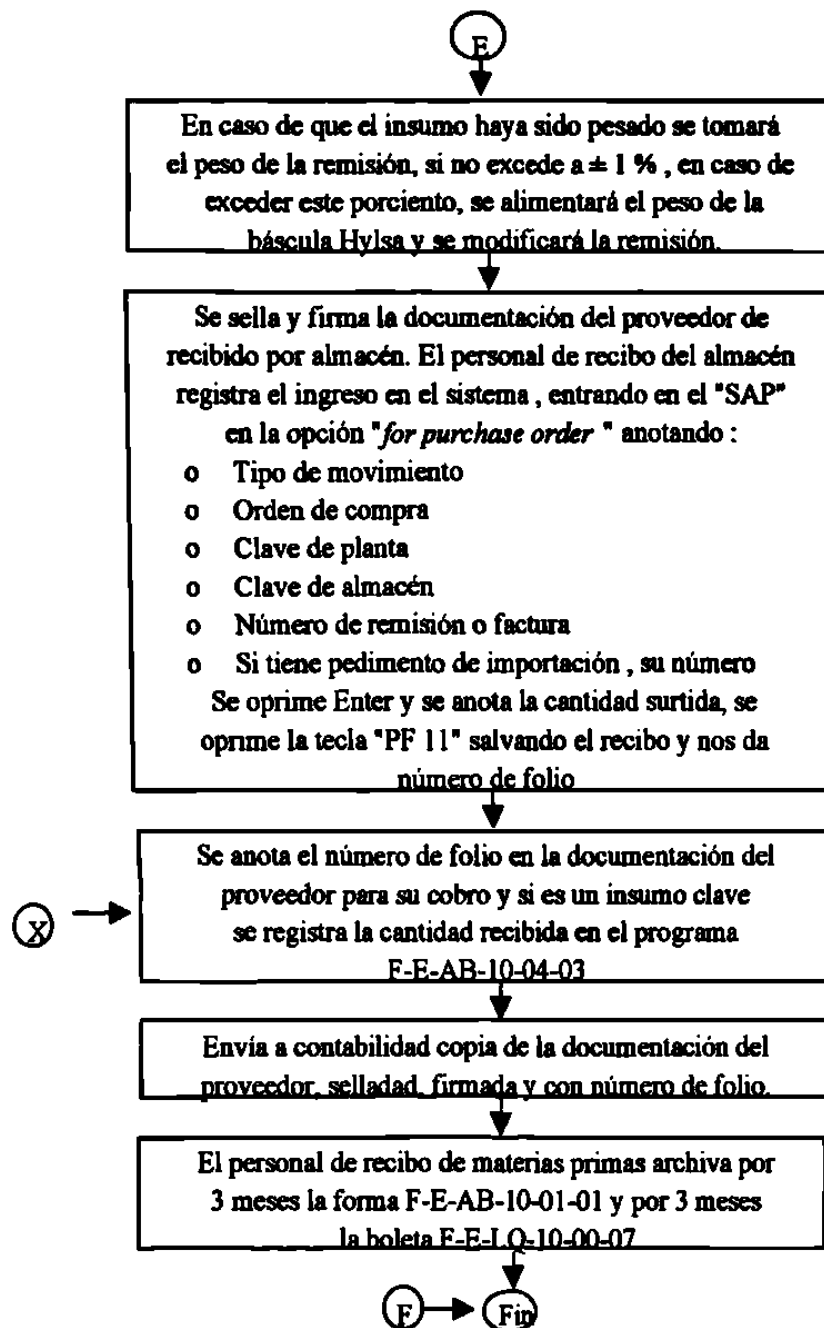 E
En caso de que el insumo haya sido pesado se tomará
el peso de la remisión, si no excede a ± 1 % , en caso de
exceder este porciento, se alimentará el peso de la
báscula Hylsa y se modificará la remisión.
Se sella y firma la documentación del proveedor de
recibido por almacén. El personal de recibo del almacén
registra el ingreso en el sistema , entrando en el "SAP"
en la opción "for purchase order " anotando :
o Tipo de movimiento
o Orden de compra
o Clave de planta
o Clave de almacén
o Número de remisión o factura
o Si tiene pedimento de importación , su número
Se oprime Enter y se anota la cantidad surtida, se
oprime la tecla "PF 11" salvando el recibo y nos da
número de folio
Se anota el número de folio en la documentación del
proveedor para su cobro y si es un insumo clave
X
se registra la cantidad recibida en el programa
F-E-AB-10-04-03
Envía a contabilidad copia de la documentación del
proveedor, selladad, firmada y con número de folio.
El personal de recibo de materias primas archiva por
3 meses la forma F-E-AB-10-01-01 y por 3 meses
la boleta F-E-LQ-10-00-07
F Fin